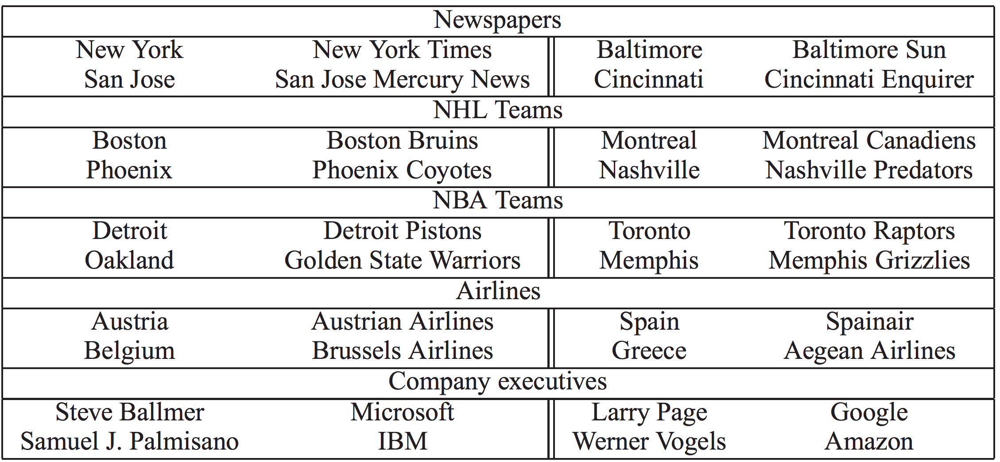 Newspapers
New York New York Times Baltimore Baltimore Sun
San Jose San Jose Mercury News Cincinnati Cincinnati Enquirer
NHL Teams
Boston Boston Bruins Montreal Montreal Canadiens
Phoenix Phoenix Coyotes Nashville Nashville Predators
NBA Teams
Detroit Detroit Pistons Toronto Toronto Raptors
Oakland Golden State Warriors Memphis Memphis Grizzlies
Airlines
Austria Austrian Airlines Spain Spainair
Belgium Brussels Airlines Greece Aegean Airlines
Company executives
Steve Ballmer Microsoft Larry Page Google
Samuel J. Palmisano IBM Werner Vogels Amazon